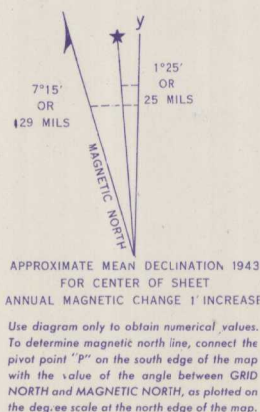 y
1°25'
OR
25 MILS
7°15'
OR
129 MILS
MAGNETIC NORTH
APPROXIMATE MEAN DECLINATION 1943
FOR CENTER OF SHEET
ANNUAL MAGNETIC CHANGE 1' INCREASE
Use diagram only to obtain numerical values.
To determine magnetic north line, connect the
pivot point "P" on the south edge of the map
with the value of the angle between GRID
NORTH and MAGNETIC NORTH, as plotted on
the degree scale at the north edge of the map.